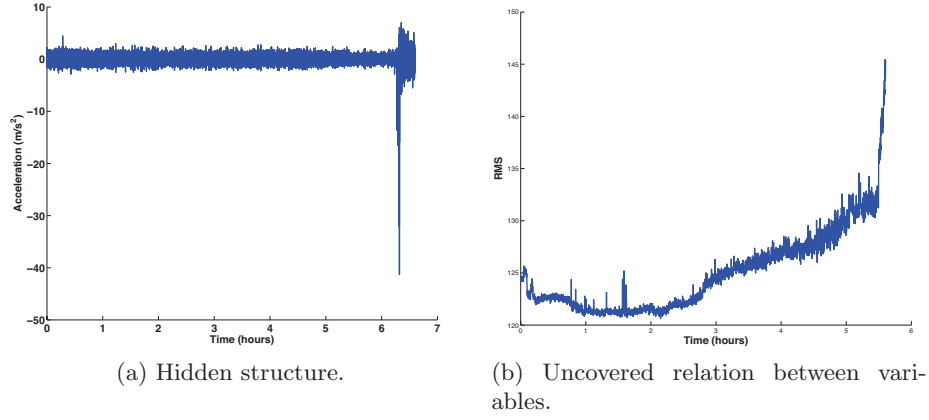 10
0
−10
−20
−30
−40
−50
Acceleration (m/s²)
0 1 2 3 4 5 6 7
Time (hours)
(a) Hidden structure.
150
145
140
135
130
125
120
RMS
0 1 2 3 4 5 6
Time (hours)
(b) Uncovered relation between vari-
ables.